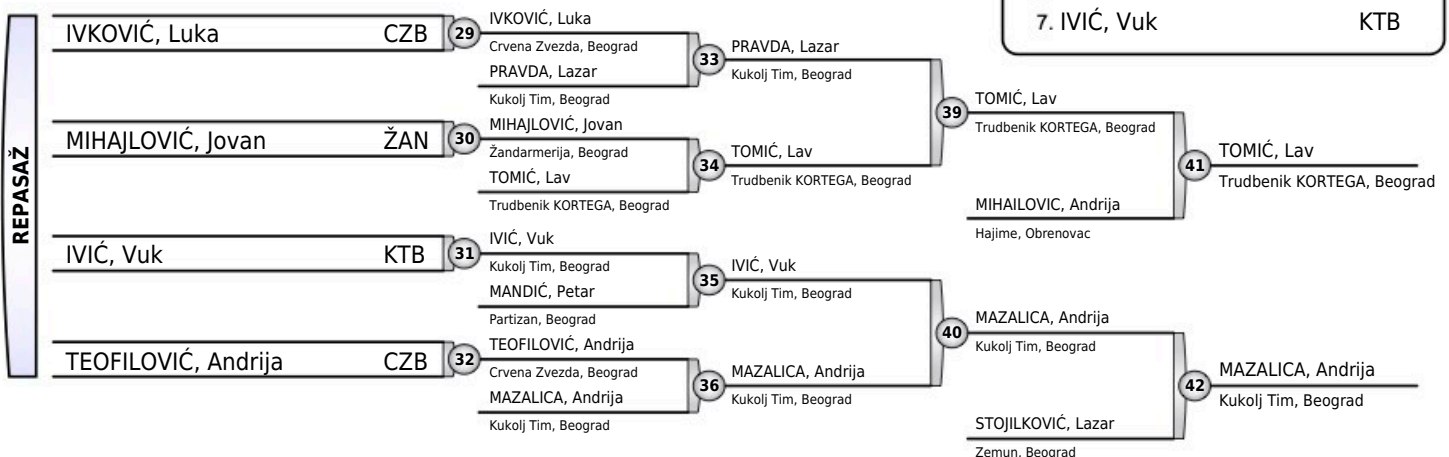 7. IVIĆ, Vuk KTB
REPASAŽ
IVKOVIĆ, Luka CZB
29
IVKOVIĆ, Luka
Crvena Zvezda, Beograd
PRAVDA, Lazar
Kukolj Tim, Beograd
33
PRAVDA, Lazar
Kukolj Tim, Beograd
MIHAJLOVIĆ, Jovan ŽAN
30
MIHAJLOVIĆ, Jovan
Žandarmerija, Beograd
TOMIĆ, Lav
Trudbenik KORTEGA, Beograd
34
TOMIĆ, Lav
Trudbenik KORTEGA, Beograd
39
TOMIĆ, Lav
Trudbenik KORTEGA, Beograd
MIHAILOVIC, Andrija
Hajime, Obrenovac
41
TOMIĆ, Lav
Trudbenik KORTEGA, Beograd
IVIĆ, Vuk KTB
31
IVIĆ, Vuk
Kukolj Tim, Beograd
MANDIĆ, Petar
Partizan, Beograd
35
IVIĆ, Vuk
Kukolj Tim, Beograd
TEOFILOVIĆ, Andrija CZB
32
TEOFILOVIĆ, Andrija
Crvena Zvezda, Beograd
MAZALICA, Andrija
Kukolj Tim, Beograd
36
MAZALICA, Andrija
Kukolj Tim, Beograd
40
MAZALICA, Andrija
Kukolj Tim, Beograd
STOJILKOVIĆ, Lazar
Zemun, Beograd
42
MAZALICA, Andrija
Kukolj Tim, Beograd